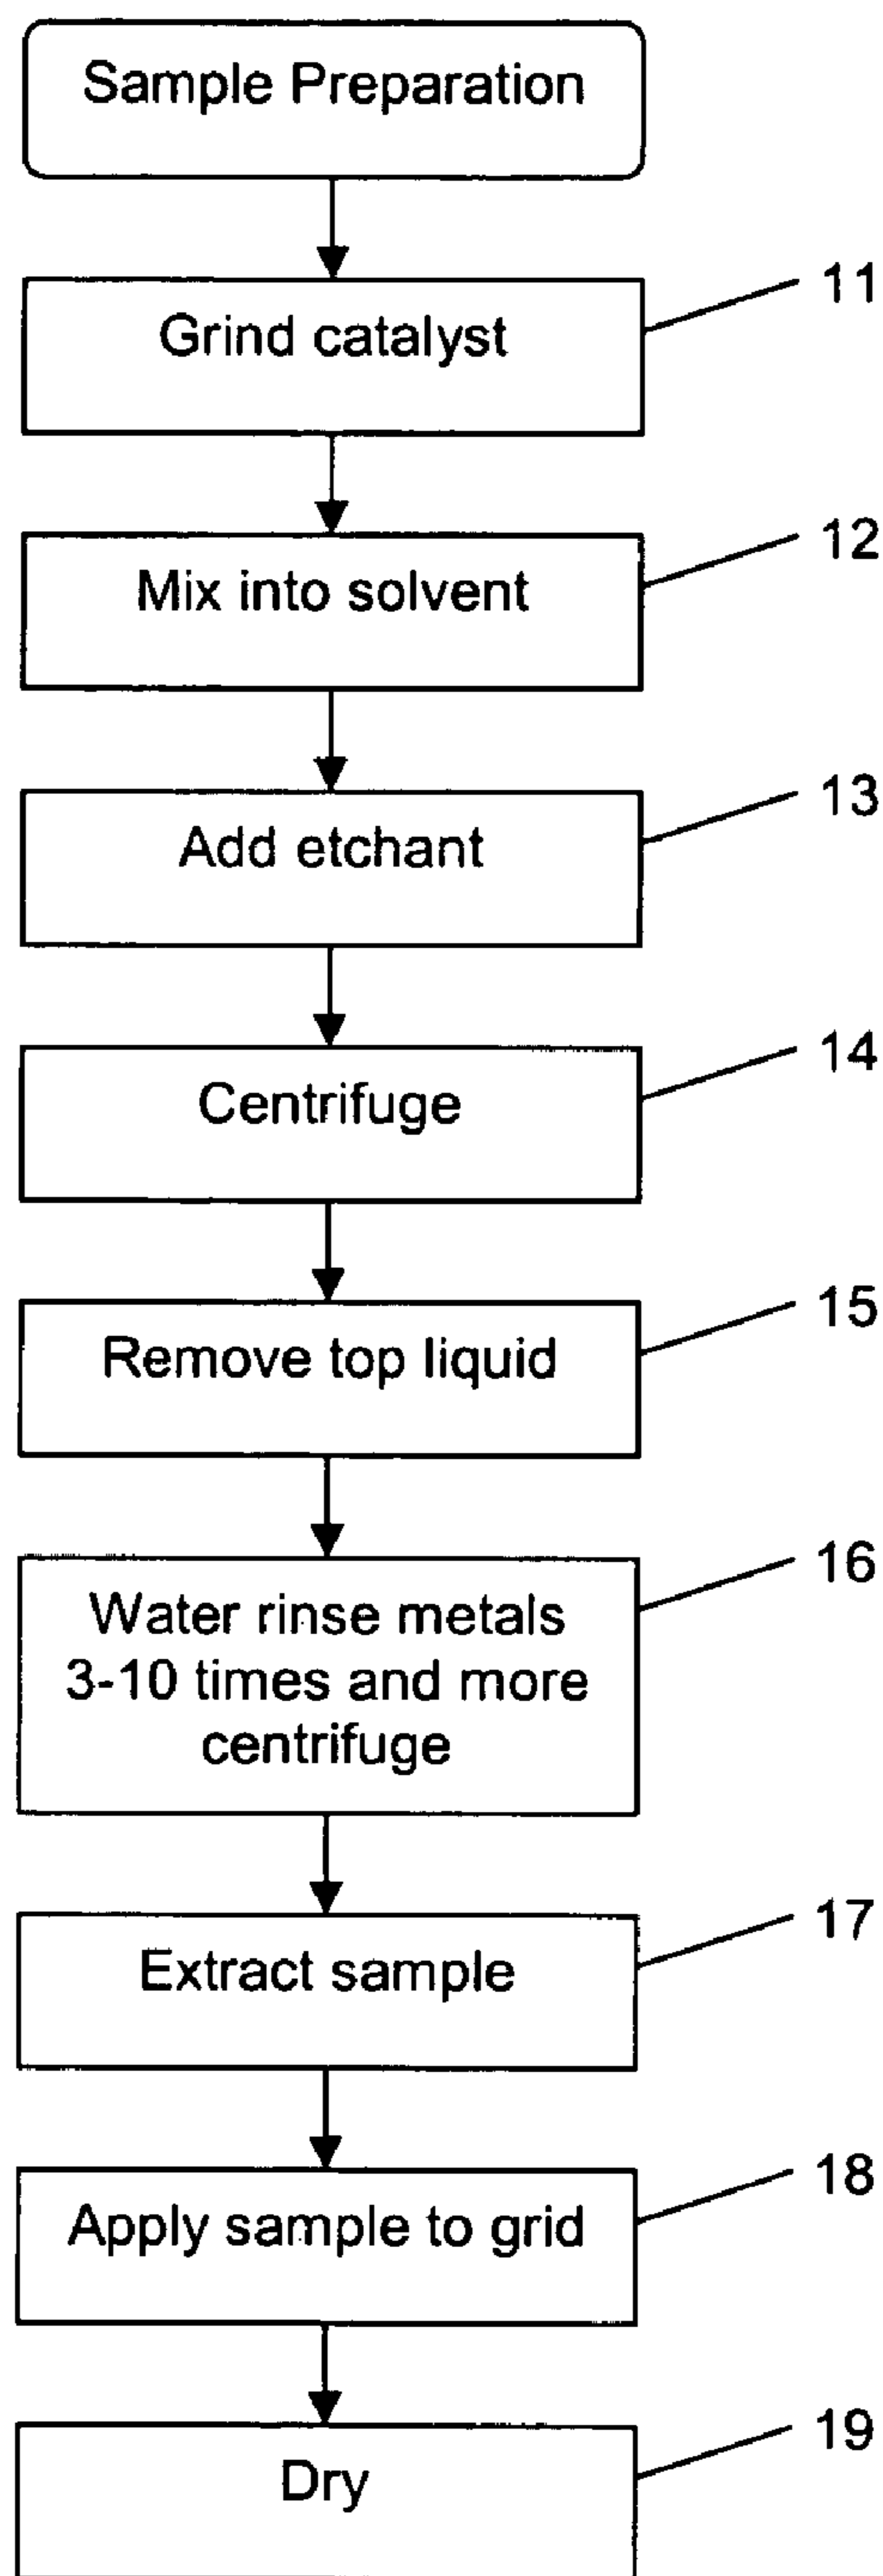 Sample Preparation
11
Grind catalyst
12
Mix into solvent
13
Add etchant
14
Centrifuge
15
Remove top liquid
16
Water rinse metals
3-10 times and more
centrifuge
17
Extract sample
18
Apply sample to grid
19
Dry